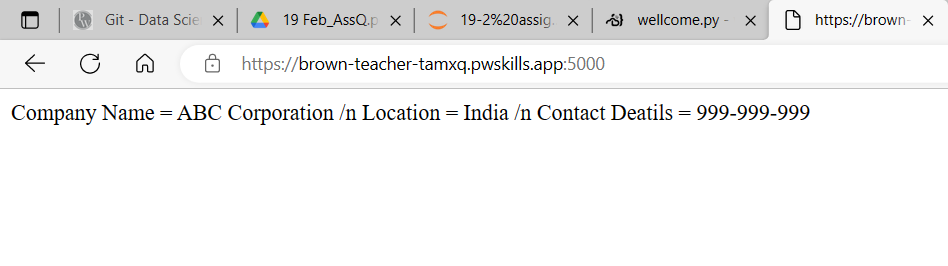 Git - Data Scie
19 Feb_AssQ.p
19-2%20assig
wellcome.py -
https://brown-
https://brown-teacher-tamxq.pwskills.app:5000
Company Name = ABC Corporation /n Location = India /n Contact Deatils = 999-999-999